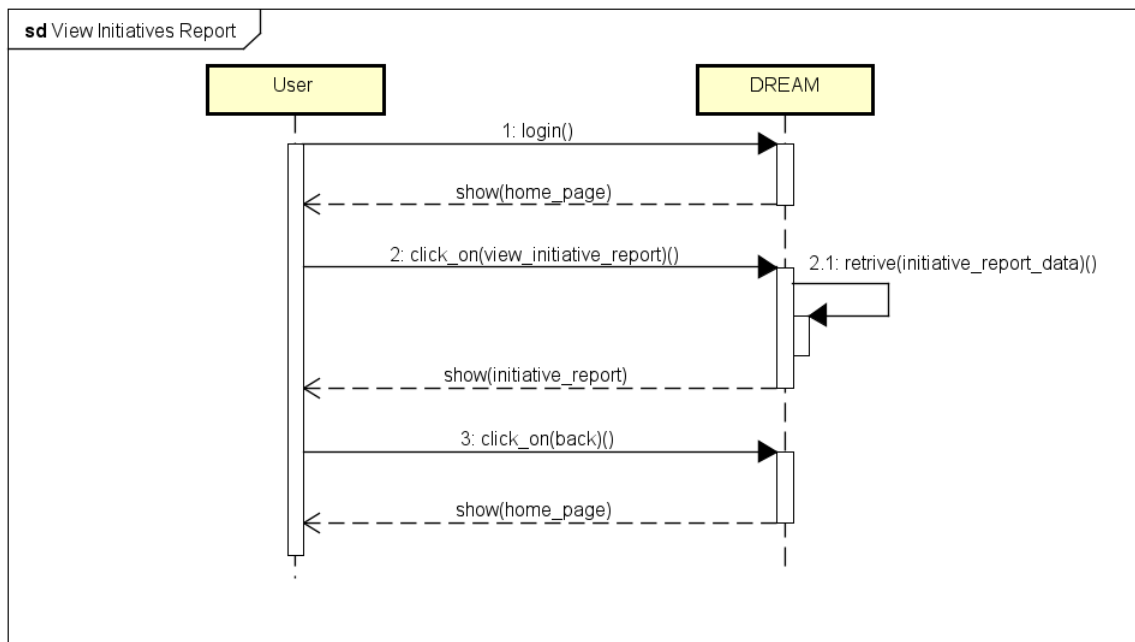 sd View Initiatives Report
User
DREAM
1: login()
show(home_page)
2: click_on(view_initiative_report)()
2.1: retrive(initiative_report_data)()
show(initiative_report)
3: click_on(back)()
show(home_page)